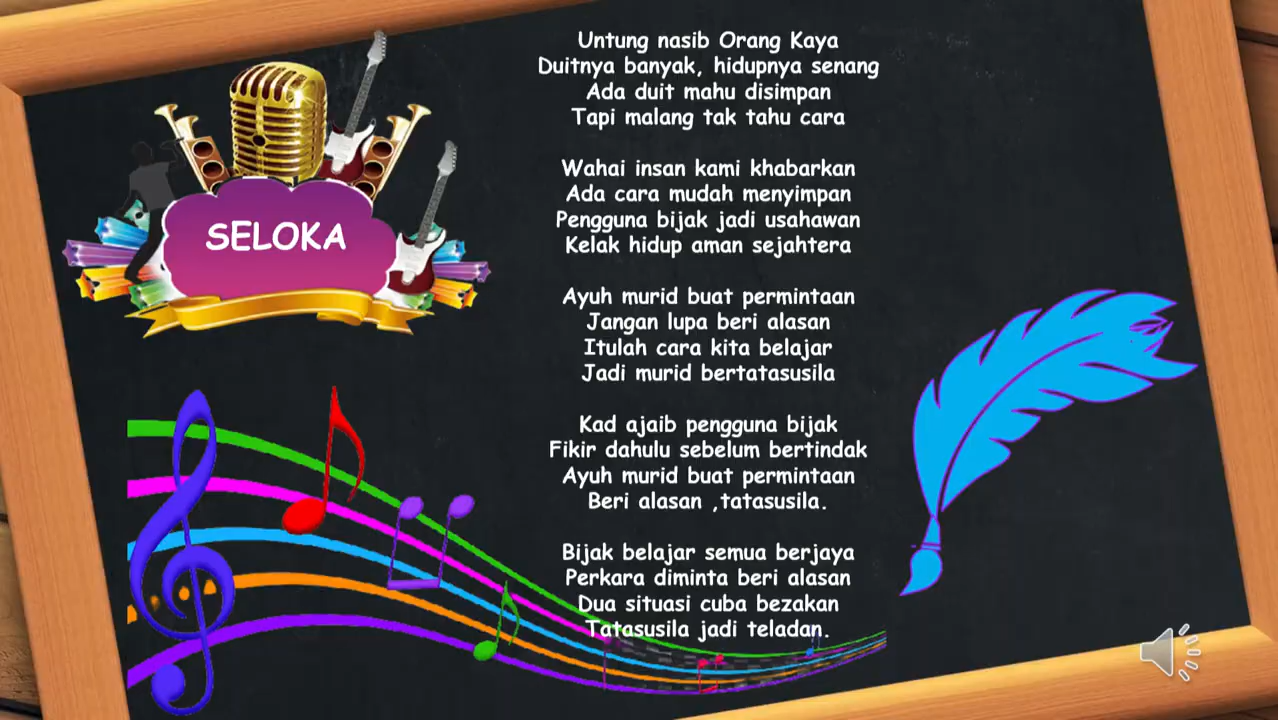 SELOKA
Untung nasib Orang Kaya
Duitnya banyak, hidupnya senang
Ada duit mahu disimpan
Tapi malang tak tahu cara
Wahai insan kami khabarkan
Ada cara mudah menyimpan
Pengguna bijak jadi usahawan
Kelak hidup aman sejahtera
Ayuh murid buat permintaan
Jangan lupa beri alasan
Itulah cara kita belajar
Jadi murid bertatasusila
Kad ajaib pengguna bijak
Fikir dahulu sebelum bertindak
Ayuh murid buat permintaan
Beri alasan ,tatasusila.
Bijak belajar semua berjaya
Perkara diminta beri alasan
Dua situasi cuba bezakan
Tatasusila jadi teladan.